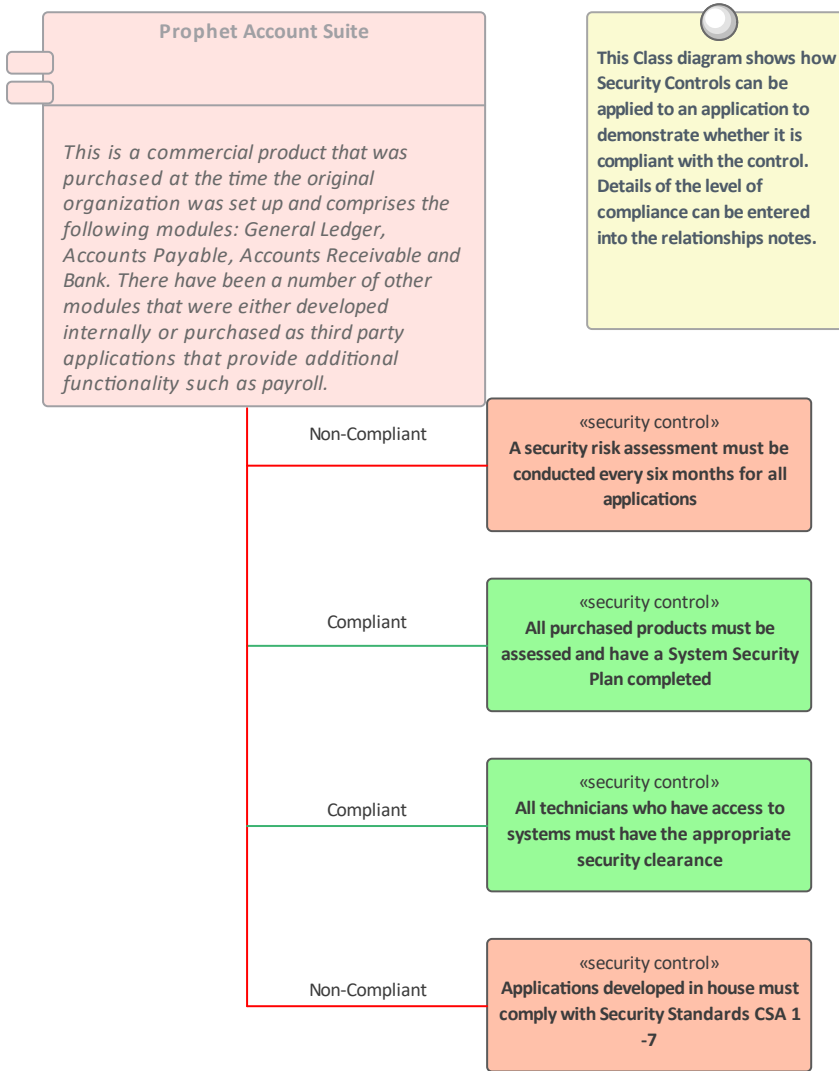 Prophet Account Suite
This is a commercial product that was
purchased at the time the original
organization was set up and comprises the
following modules: General Ledger,
Accounts Payable, Accounts Receivable and
Bank. There have been a number of other
modules that were either developed
internally or purchased as third party
applications that provide additional
functionality such as payroll.
This Class diagram shows how
Security Controls can be
applied to an application to
demonstrate whether it is
compliant with the control.
Details of the level of
compliance can be entered
into the relationships notes.
Non-Compliant
«security control»
A security risk assessment must be
conducted every six months for all
applications
Compliant
«security control»
All purchased products must be
assessed and have a System Security
Plan completed
Compliant
«security control»
All technicians who have access to
systems must have the appropriate
security clearance
Non-Compliant
«security control»
Applications developed in house must
comply with Security Standards CSA 1
-7